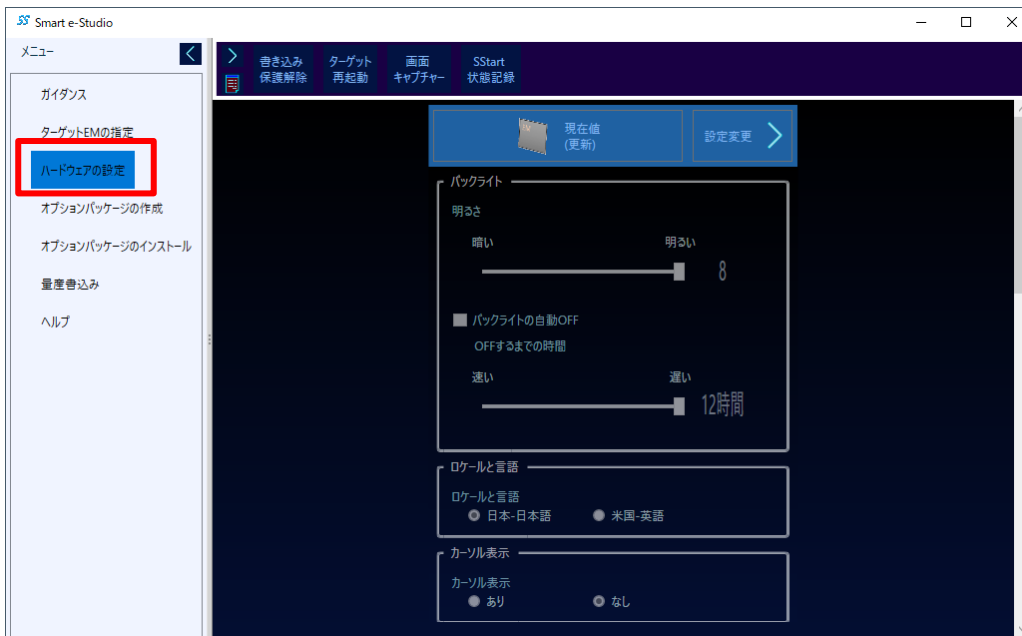 SS Smart e-Studio
メニュー
ガイダンス
ターゲットEMの指定
ハードウェアの設定
オプションパッケージの作成
オプションパッケージのインストール
量産書込み
ヘルプ
書き込み
保護解除
ターゲット
再起動
画面
キャプチャー
SStart
状態記録
現在値
(更新)
設定変更
バックライト
明るさ
暗い 明るい
8
バックライトの自動OFF
OFFするまでの時間
速い 遅い
12時間
ロケールと言語
ロケールと言語
日本-日本語 米国-英語
カーソル表示
カーソル表示
あり なし